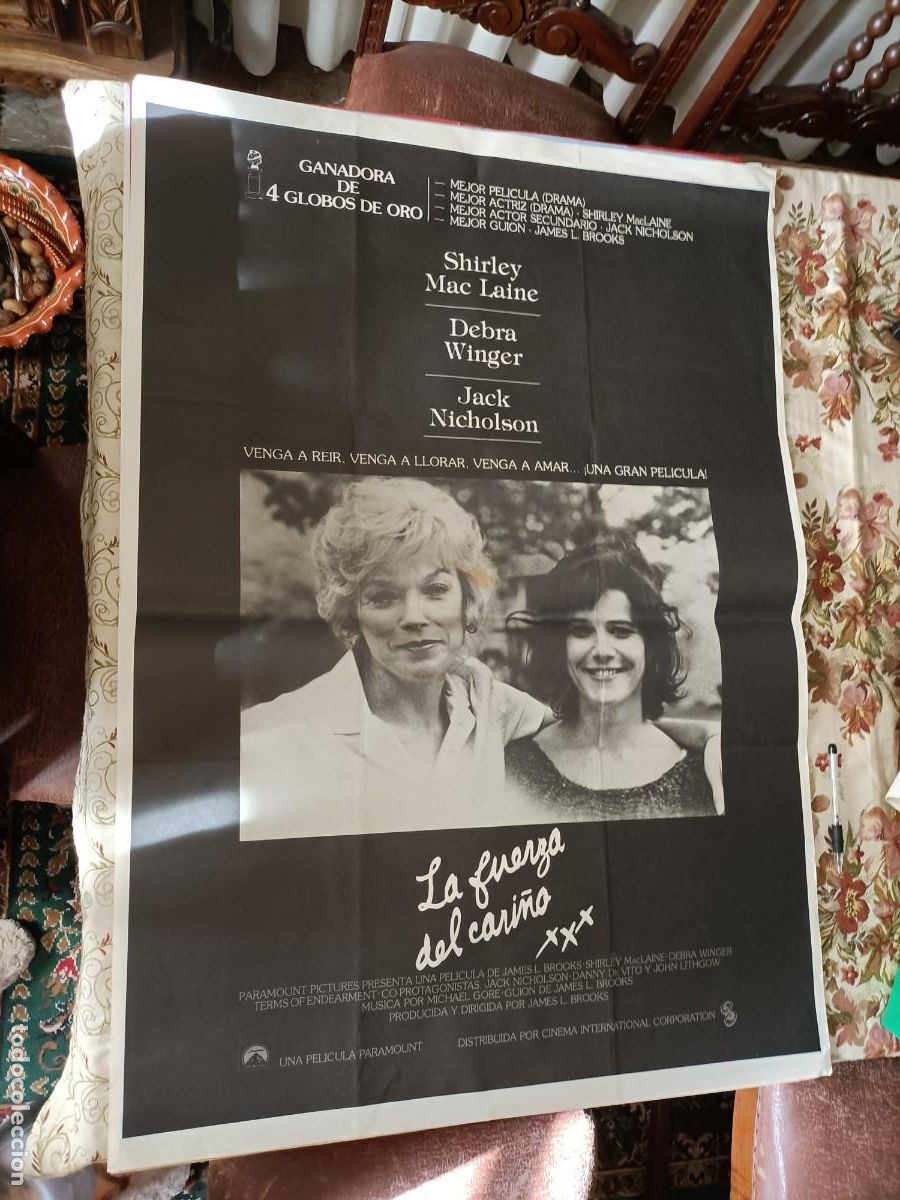 GANADORA
DE
4 GLOBOS DE ORO
— MEJOR PELICULA (DRAMA)
— MEJOR ACTRIZ (DRAMA) · SHIRLEY MacLAINE
— MEJOR ACTOR SECUNDARIO · JACK NICHOLSON
— MEJOR GUION · JAMES L. BROOKS
Shirley
Mac Laine
Debra
Winger
Jack
Nicholson
VENGA A REIR, VENGA A LLORAR, VENGA A AMAR... ¡UNA GRAN PELICULA!
La fuerza
del cariño
xxx
PARAMOUNT PICTURES PRESENTA UNA PELICULA DE JAMES L. BROOKS · SHIRLEY MacLAINE · DEBRA WINGER
TERMS OF ENDEARMENT · CO-PROTAGONISTAS JACK NICHOLSON · DANNY De VITO Y JOHN LITHGOW
MUSICA POR MICHAEL GORE · GUION DE JAMES L. BROOKS
PRODUCIDA Y DIRIGIDA POR JAMES L. BROOKS
UNA PELICULA PARAMOUNT
DISTRIBUIDA POR CINEMA INTERNATIONAL CORPORATION
todocoleccion